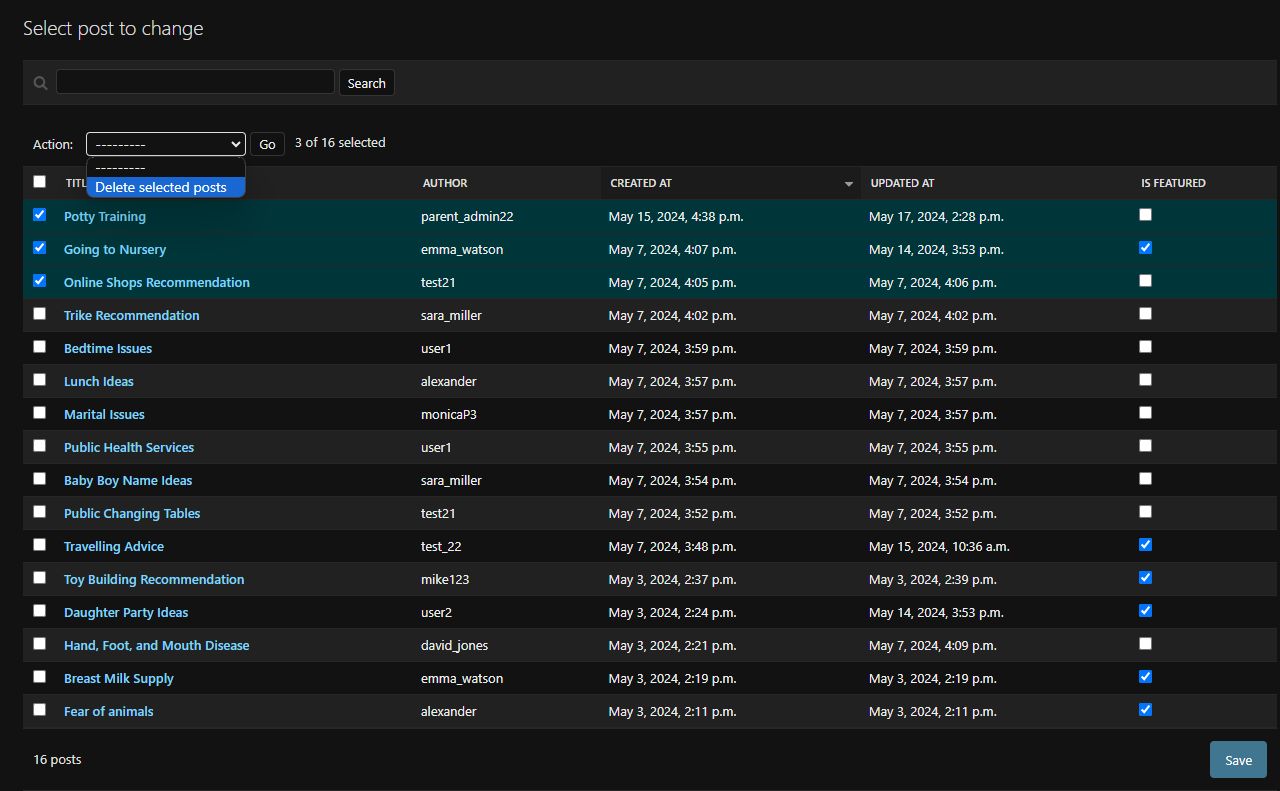 Select post to change
Search
Action: --------- Go 3 of 16 selected
---------
Delete selected posts
TITL AUTHOR CREATED AT UPDATED AT IS FEATURED
Potty Training parent_admin22 May 15, 2024, 4:38 p.m. May 17, 2024, 2:28 p.m.
Going to Nursery emma_watson May 7, 2024, 4:07 p.m. May 14, 2024, 3:53 p.m.
Online Shops Recommendation test21 May 7, 2024, 4:05 p.m. May 7, 2024, 4:06 p.m.
Trike Recommendation sara_miller May 7, 2024, 4:02 p.m. May 7, 2024, 4:02 p.m.
Bedtime Issues user1 May 7, 2024, 3:59 p.m. May 7, 2024, 3:59 p.m.
Lunch Ideas alexander May 7, 2024, 3:57 p.m. May 7, 2024, 3:57 p.m.
Marital Issues monicaP3 May 7, 2024, 3:57 p.m. May 7, 2024, 3:57 p.m.
Public Health Services user1 May 7, 2024, 3:55 p.m. May 7, 2024, 3:55 p.m.
Baby Boy Name Ideas sara_miller May 7, 2024, 3:54 p.m. May 7, 2024, 3:54 p.m.
Public Changing Tables test21 May 7, 2024, 3:52 p.m. May 7, 2024, 3:52 p.m.
Travelling Advice test_22 May 7, 2024, 3:48 p.m. May 15, 2024, 10:36 a.m.
Toy Building Recommendation mike123 May 3, 2024, 2:37 p.m. May 3, 2024, 2:39 p.m.
Daughter Party Ideas user2 May 3, 2024, 2:24 p.m. May 14, 2024, 3:53 p.m.
Hand, Foot, and Mouth Disease david_jones May 3, 2024, 2:21 p.m. May 7, 2024, 4:09 p.m.
Breast Milk Supply emma_watson May 3, 2024, 2:19 p.m. May 3, 2024, 2:19 p.m.
Fear of animals alexander May 3, 2024, 2:11 p.m. May 3, 2024, 2:11 p.m.
16 posts Save